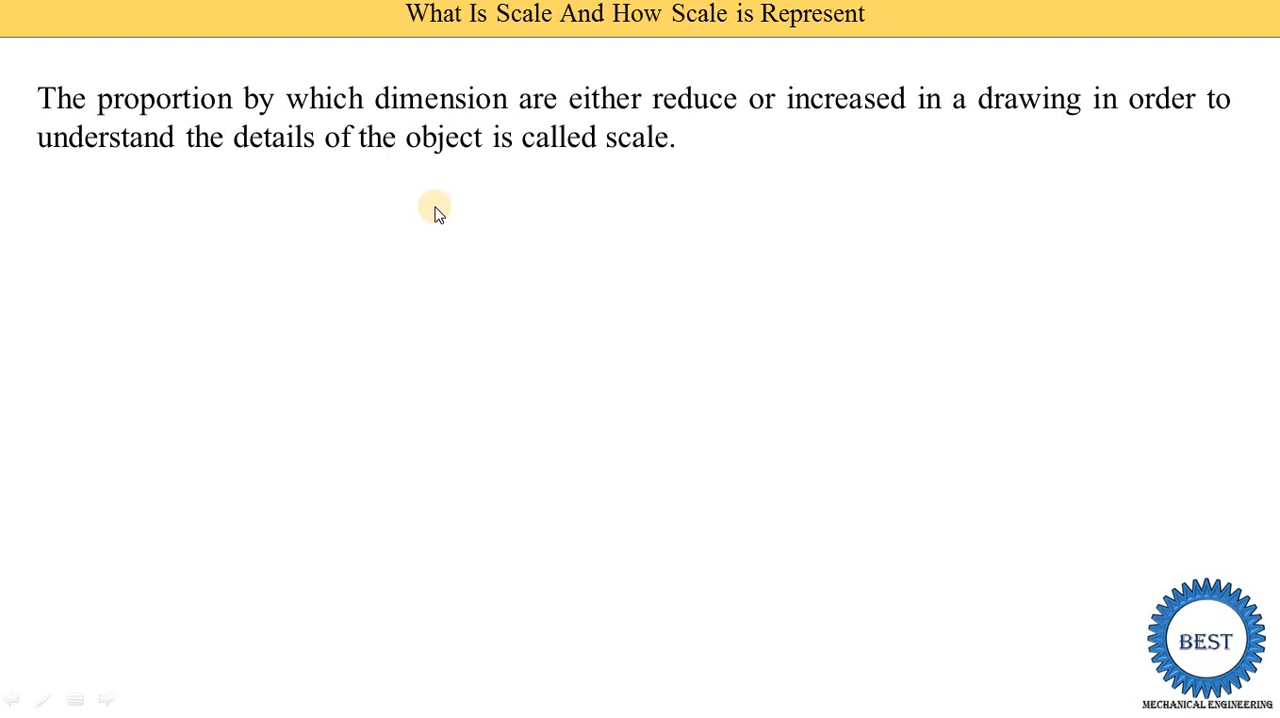 What Is Scale And How Scale is Represent
The proportion by which dimension are either reduce or increased in a drawing in order to
understand the details of the object is called scale.
BEST
MECHANICAL ENGINEERING